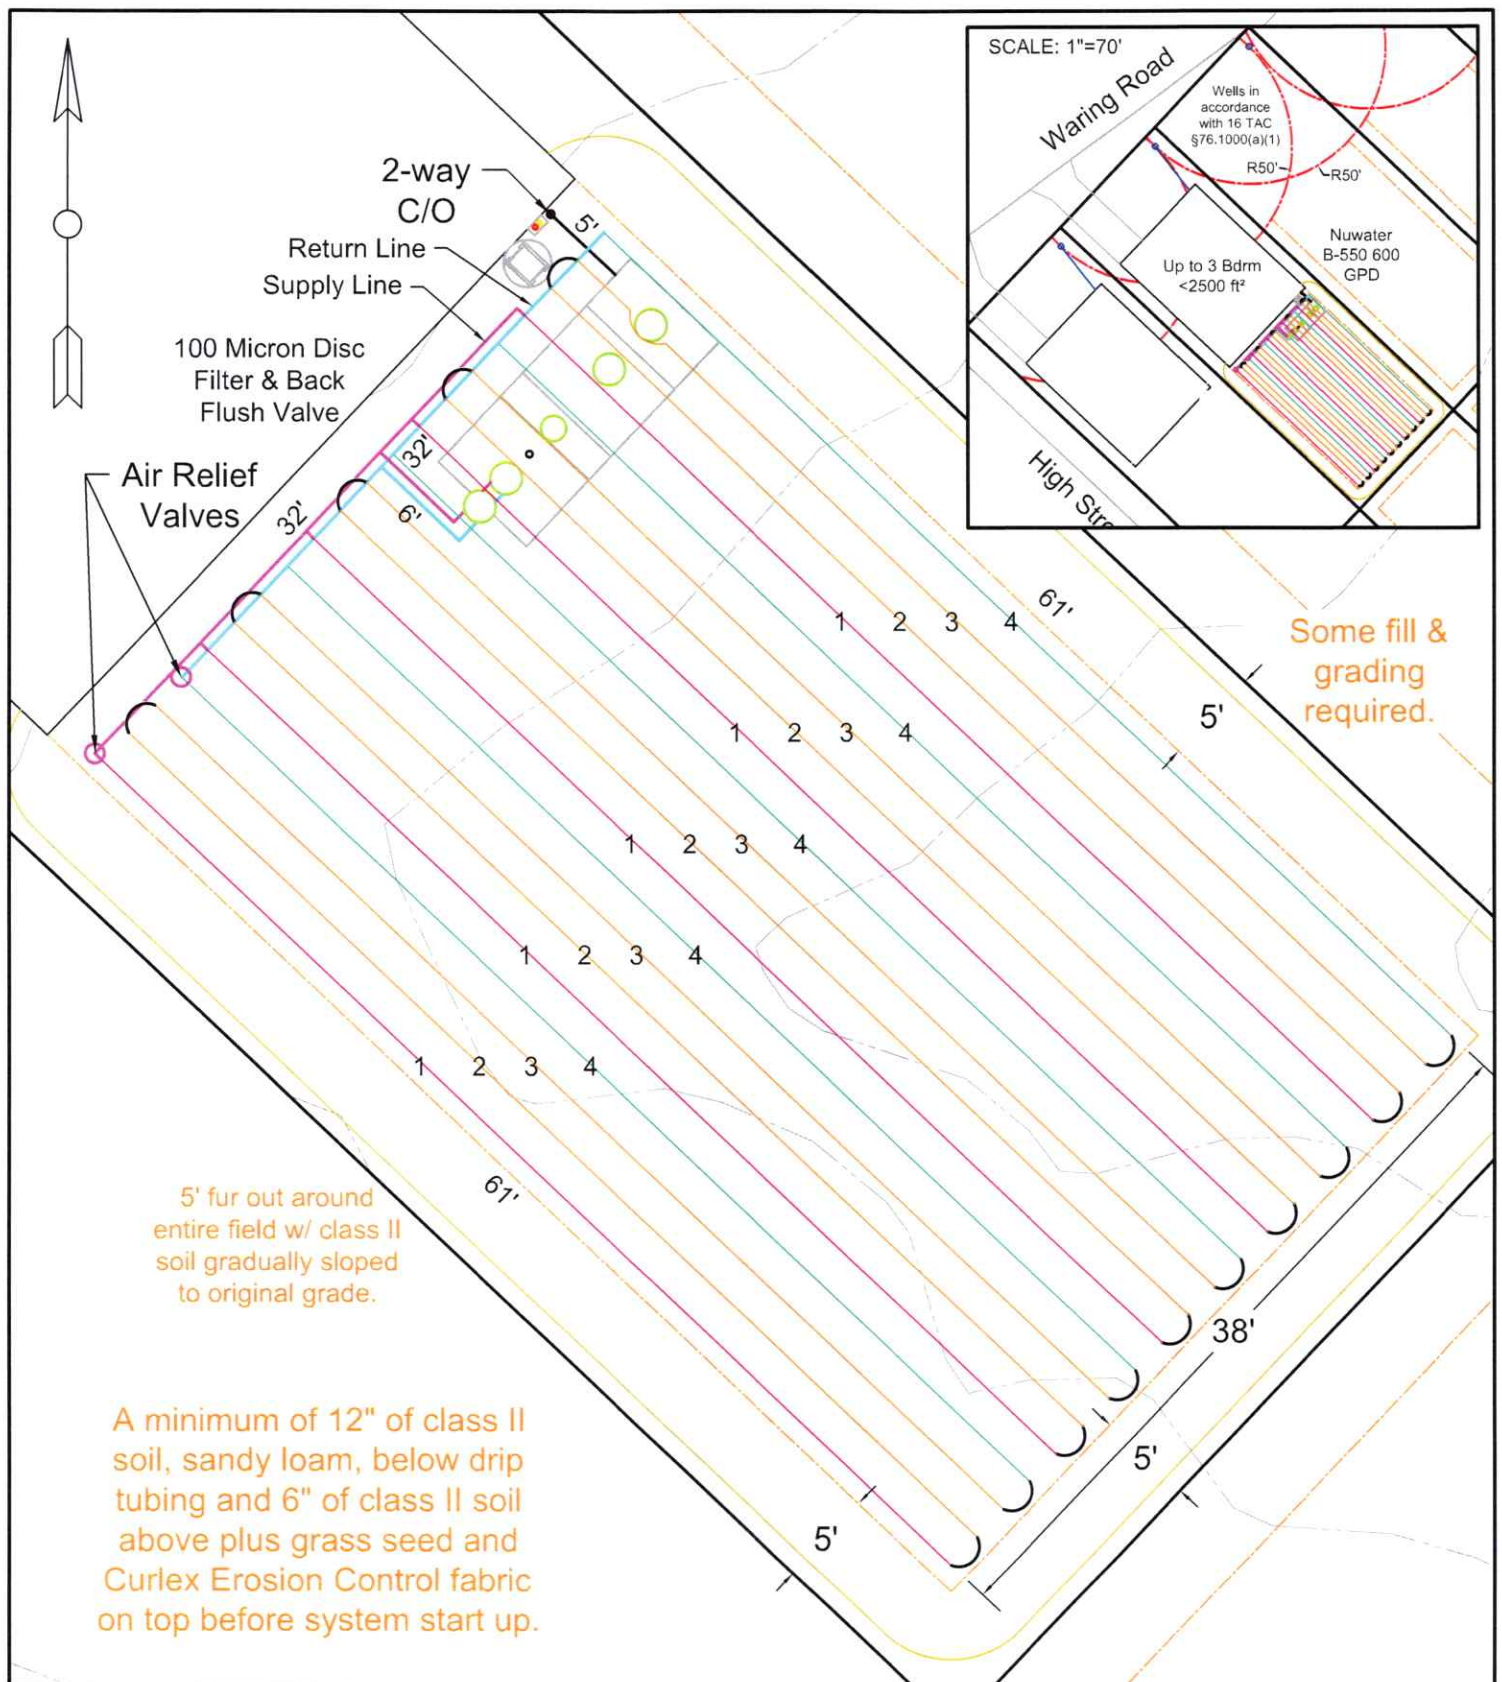 SCALE: 1"=70'
Waring Road
Wells in
accordance
with 16 TAC
§76.1000(a)(1)
R50'
R50'
Nuwater
B-550 600
GPD
Up to 3 Bdrm
<2500 ft²
High Stre
2-way
C/O
5'
Return Line
Supply Line
100 Micron Disc
Filter & Back
Flush Valve
32'
Air Relief
Valves
32'
6'
61'
1 2 3 4
Some fill &
grading
required.
5'
1 2 3 4
1 2 3 4
1 2 3 4
1 2 3 4
61'
5' fur out around
entire field w/ class II
soil gradually sloped
to original grade.
38'
5'
5'
A minimum of 12" of class II
soil, sandy loam, below drip
tubing and 6" of class II soil
above plus grass seed and
Curlex Erosion Control fabric
on top before system start up.